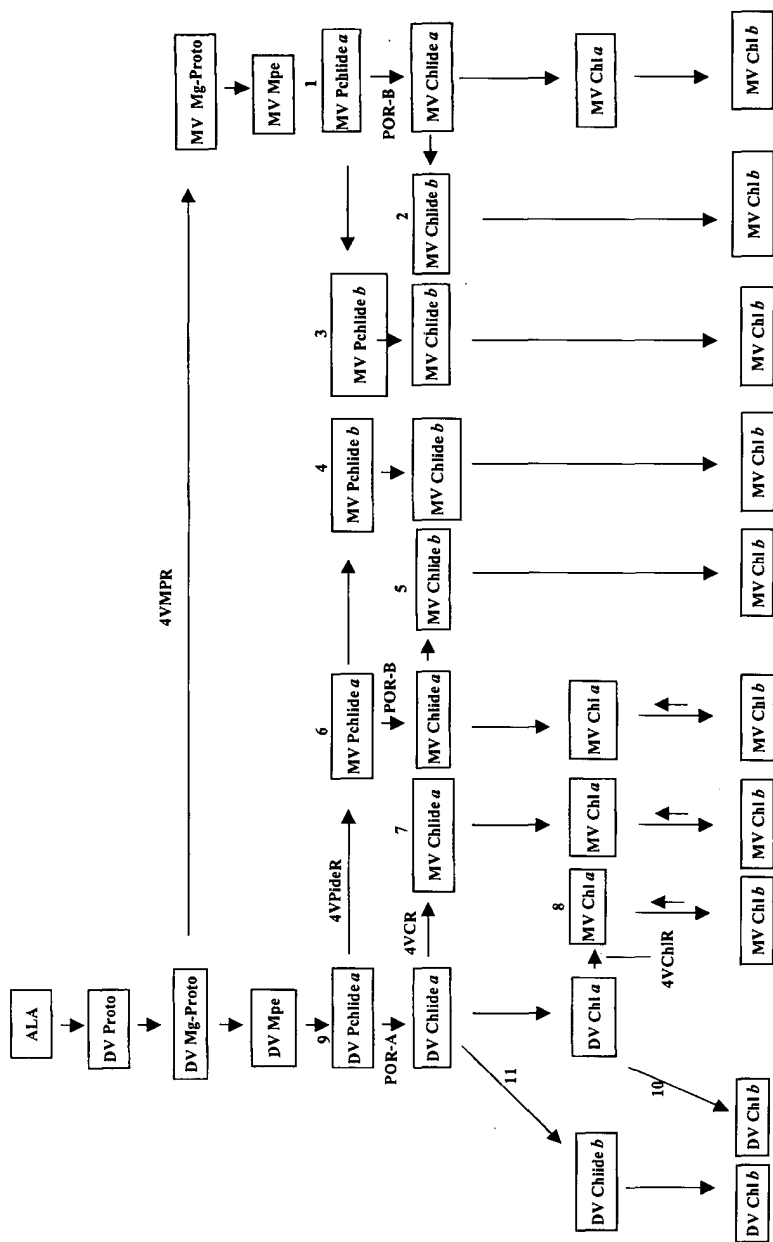 ALA
DV Proto
4VMPR
DV Mg-Proto
MV Mg-Proto
DV Mpe
MV Mpe
9
4VPideR
6
4
3
1
DV Pchlide a
MV Pchlide a
MV Pchlide b
MV Pchlide b
MV Pchlide a
POR-A
4VCR
7
POR-B
5
2
POR-B
DV Chlide a
MV Chlide a
MV Chlide a
MV Chlide b
MV Chlide b
MV Chlide b
MV Chlide b
MV Chlide a
11
8
DV Chiide b
DV Chl a
MV Chl a
MV Chl a
MV Chi a
MV Chl a
10
4VChlR
DV Chl b
DV Chl b
MV Chl b
MV Chl b
MV Chl b
MV Chl b
MV Chl b
MV Chl b
MV Chl b
MV Chl b